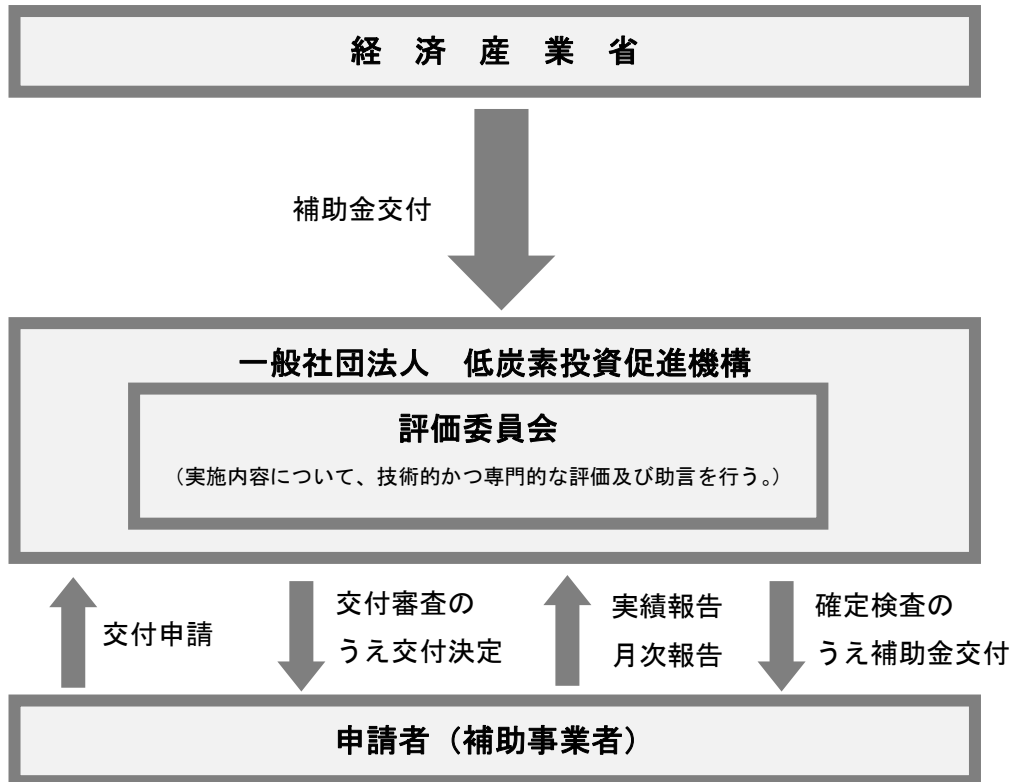 経 済 産 業 省
補助金交付
一般社団法人 低炭素投資促進機構
評価委員会
（実施内容について、技術的かつ専門的な評価及び助言を行う。）
交付申請
交付審査の
うえ交付決定
実績報告
月次報告
確定検査の
うえ補助金交付
申請者（補助事業者）